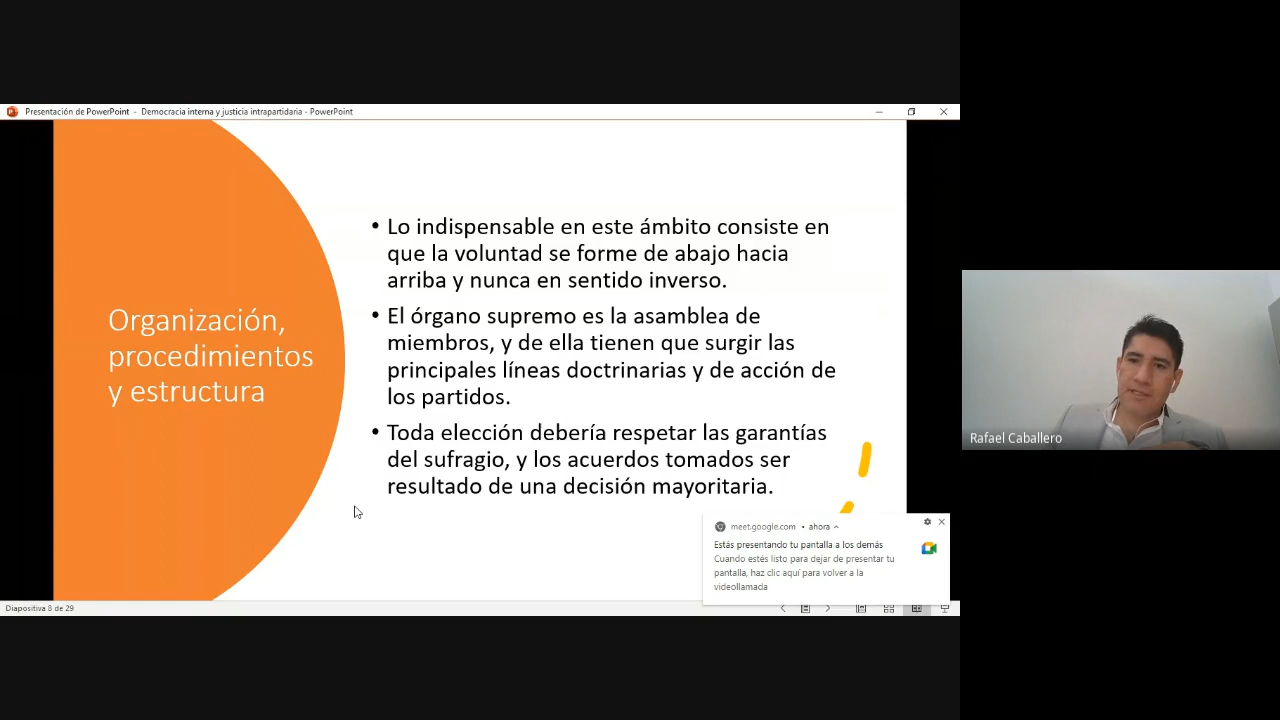 Presentación de PowerPoint - Democracia interna y justicia intrapartidaria - PowerPoint
Organización,
procedimientos
y estructura
• Lo indispensable en este ámbito consiste en
que la voluntad se forme de abajo hacia
arriba y nunca en sentido inverso.
• El órgano supremo es la asamblea de
miembros, y de ella tienen que surgir las
principales líneas doctrinarias y de acción de
los partidos.
• Toda elección debería respetar las garantías
del sufragio, y los acuerdos tomados ser
resultado de una decisión mayoritaria.
meet.google.com • ahora
Estás presentando tu pantalla a los demás
Cuando estés listo para dejar de presentar tu
pantalla, haz clic aquí para volver a la
videollamada
Diapositiva 8 de 29
Rafael Caballero